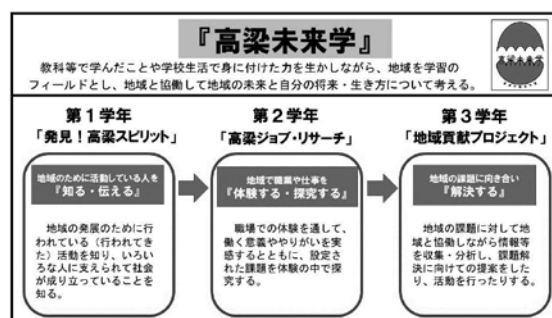 『高梁未来学』
高梁未来学
教科等で学んだことや学校生活で身に付けた力を生かしながら、地域を学習の
フィールドとし、地域と協働して地域の未来と自分の将来・生き方について考える。
第1学年
「発見！高梁スピリット」
地域のために活動している人を
『知る・伝える』
地域の発展のために行
われている（行われてき
た）活動を知り、いろい
ろな人に支えられて社会
が成り立っていることを
知る。
第2学年
「高梁ジョブ・リサーチ」
地域で職業や仕事を
『体験する・探究する』
職場での体験を通して、
働く意義ややりがいを実
感するとともに、設定さ
れた課題を体験の中で探
究する。
第3学年
「地域貢献プロジェクト」
地域の課題に向き合い
『解決する』
地域の課題に対して地
域と協働しながら情報等
を収集・分析し、課題解
決に向けての提案をした
り、活動を行ったりする。